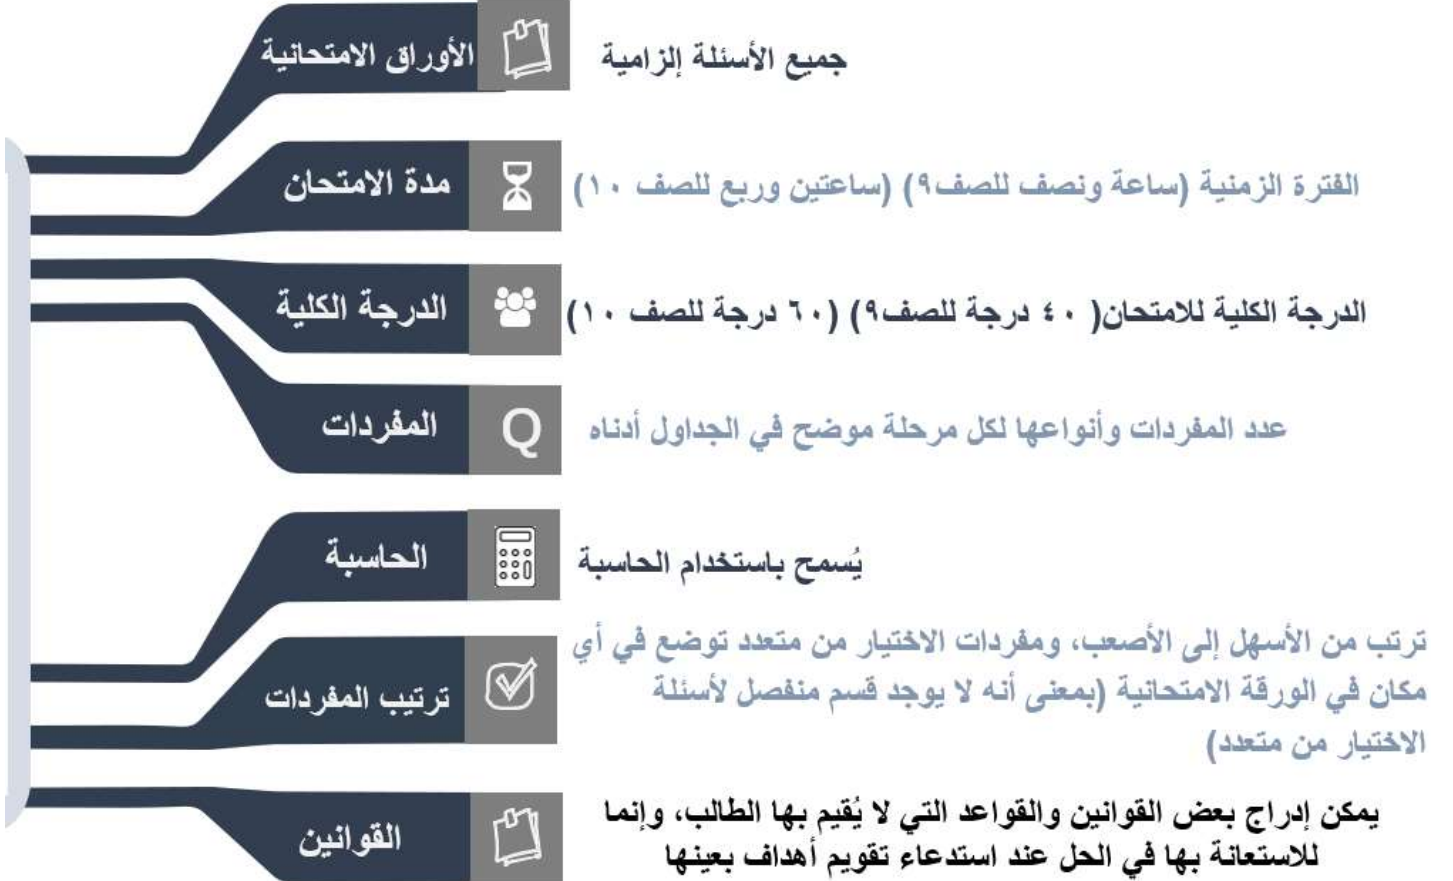 الأوراق الامتحانية
جميع الأسئلة إلزامية
مدة الامتحان
الفترة الزمنية (ساعة ونصف للصف٩) (ساعتين وربع للصف ١٠)
الدرجة الكلية
الدرجة الكلية للامتحان( ٤٠ درجة للصف٩) (٦٠ درجة للصف ١٠)
المفردات
Q
عدد المفردات وأنواعها لكل مرحلة موضح في الجداول أدناه
الحاسبة
يُسمح باستخدام الحاسبة
ترتيب المفردات
ترتب من الأسهل إلى الأصعب، ومفردات الاختيار من متعدد توضع في أي
مكان في الورقة الامتحانية (بمعنى أنه لا يوجد قسم منفصل لأسئلة
الاختيار من متعدد)
القوانين
يمكن إدراج بعض القوانين والقواعد التي لا يُقيم بها الطالب، وإنما
للاستعانة بها في الحل عند استدعاء تقويم أهداف بعينها